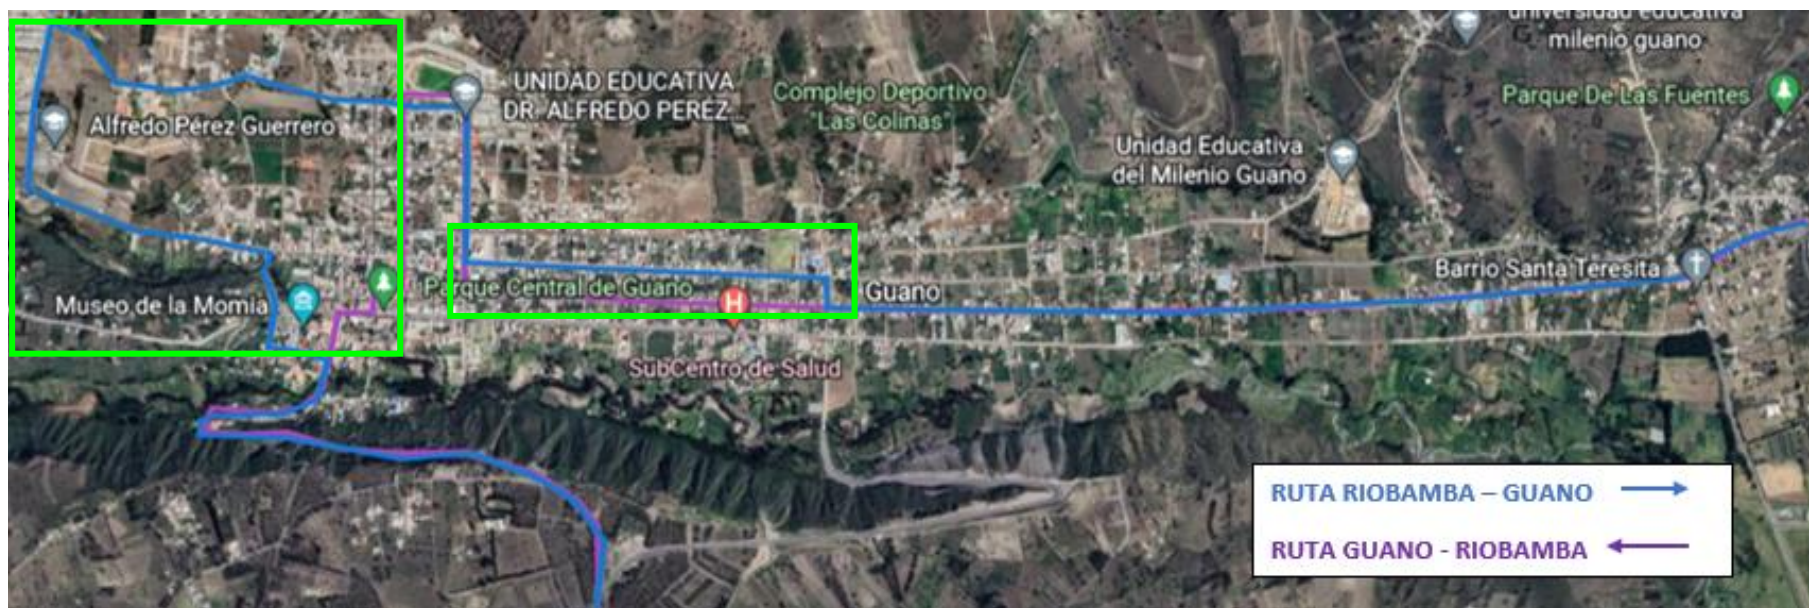 universidad educativa
milenio guano
Parque De Las Fuentes
UNIDAD EDUCATIVA
DR. ALFREDO PEREZ...
Complejo Deportivo
"Las Colinas"
Alfredo Pérez Guerrero
Unidad Educativa
del Milenio Guano
Barrio Santa Teresita
Parque Central de Guano
Guano
Museo de la Momia
H
SubCentro de Salud
RUTA RIOBAMBA – GUANO
RUTA GUANO - RIOBAMBA